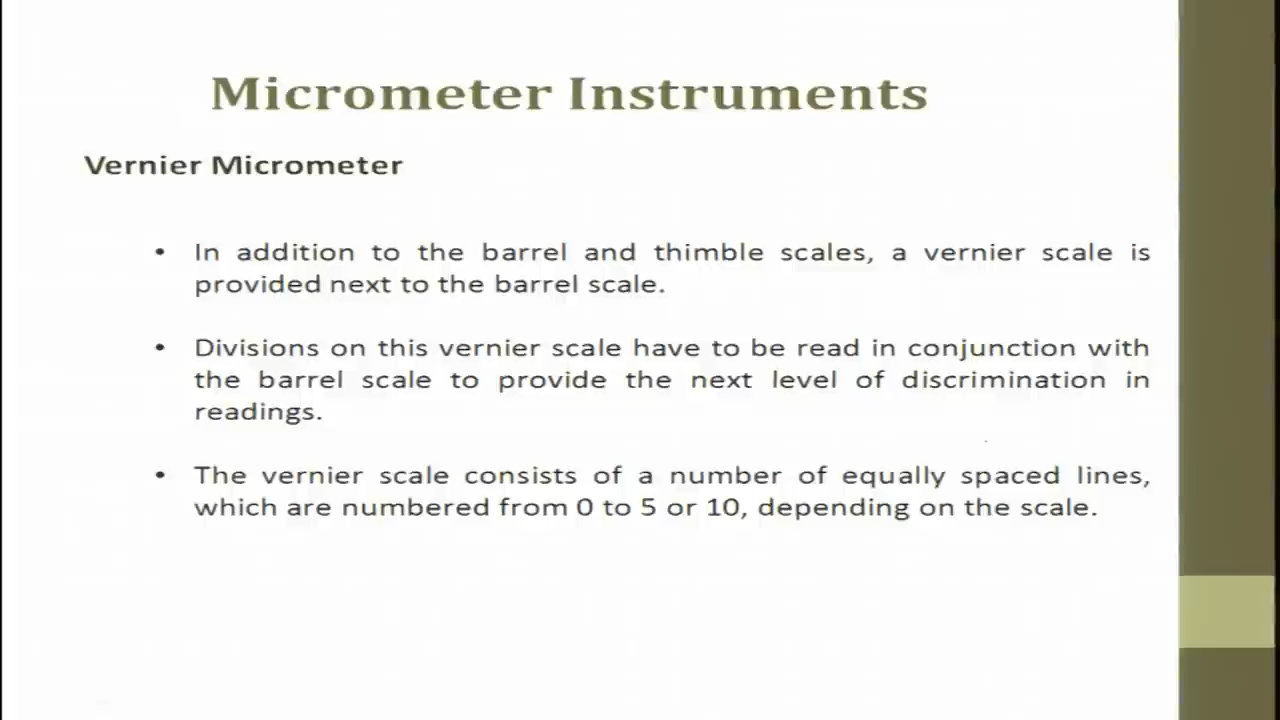 Micrometer Instruments
Vernier Micrometer
• In addition to the barrel and thimble scales, a vernier scale is
provided next to the barrel scale.
• Divisions on this vernier scale have to be read in conjunction with
the barrel scale to provide the next level of discrimination in
readings.
• The vernier scale consists of a number of equally spaced lines,
which are numbered from 0 to 5 or 10, depending on the scale.